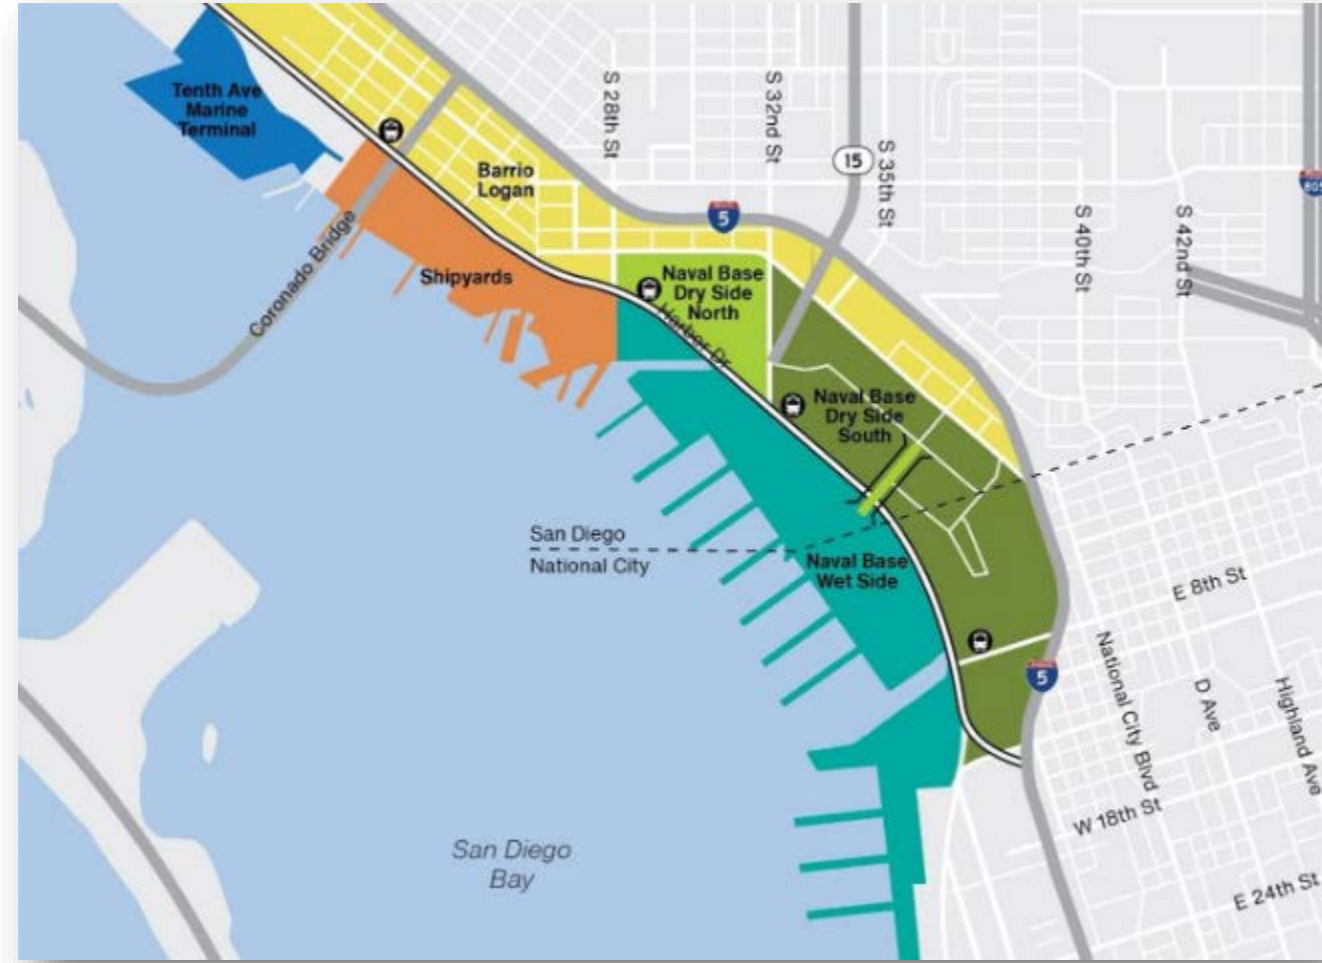 Tenth Ave
Marine
Terminal
S 28th St
S 32nd St
15
S 35th St
805
Barrio
Logan
5
S 40th St
S 42nd St
Coronado Bridge
Shipyards
Naval Base
Dry Side
North
Harbor Dr
Naval Base
Dry Side
South
San Diego
National City
Naval Base
Wet Side
E 8th St
5
National City Blvd
D Ave
Highland Ave
W 18th St
San Diego
Bay
E 24th St